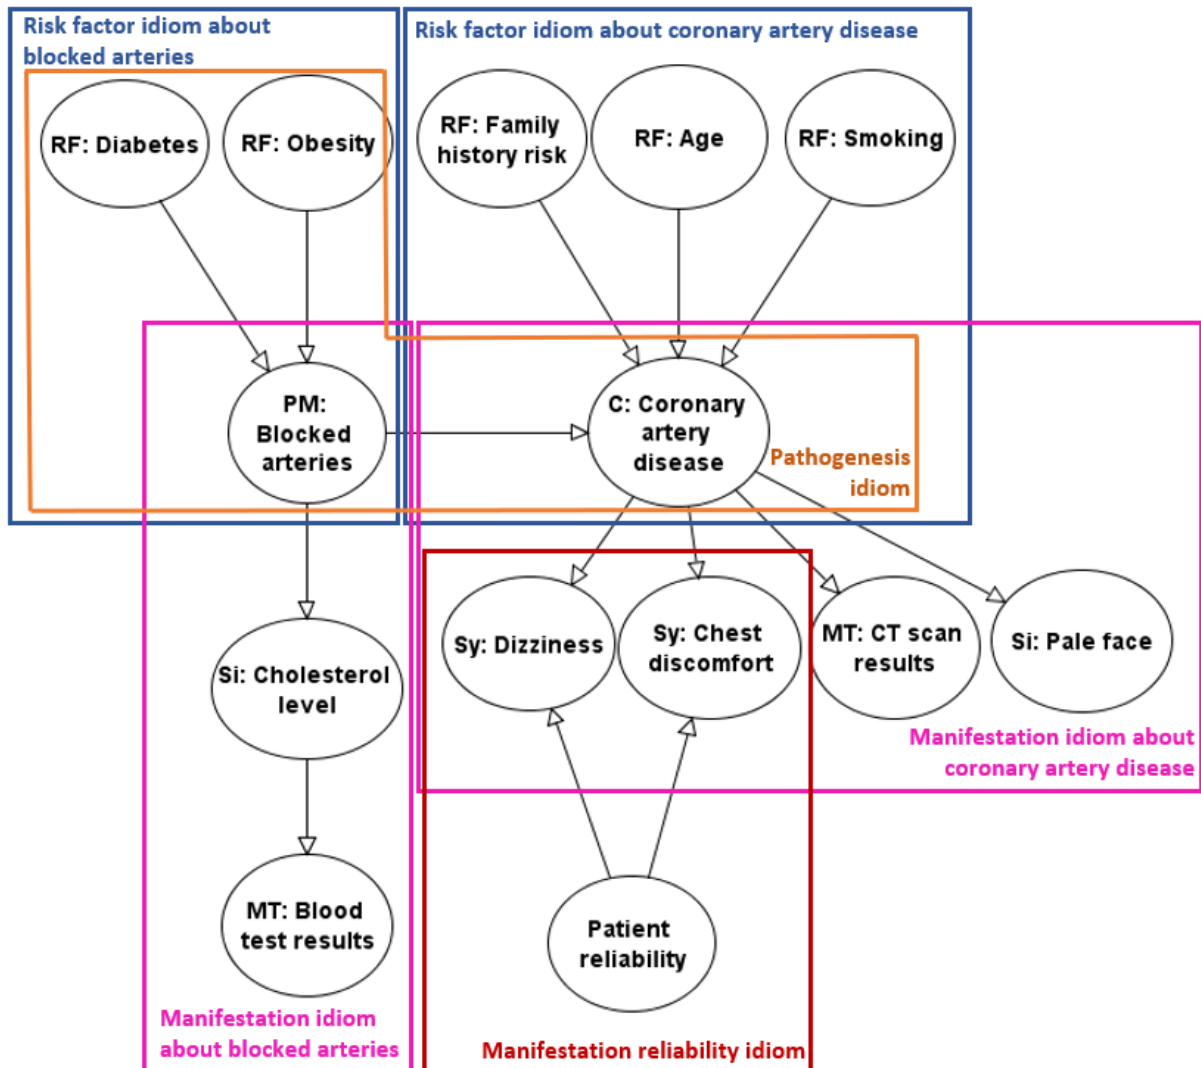 Risk factor idiom about
blocked arteries
Risk factor idiom about coronary artery disease
RF: Diabetes
RF: Obesity
RF: Family
history risk
RF: Age
RF: Smoking
PM:
Blocked
arteries
C: Coronary
artery
disease
Pathogenesis
idiom
Si: Cholesterol
level
Sy: Dizziness
Sy: Chest
discomfort
MT: CT scan
results
Si: Pale face
Manifestation idiom about
coronary artery disease
MT: Blood
test results
Patient
reliability
Manifestation idiom
about blocked arteries
Manifestation reliability idiom